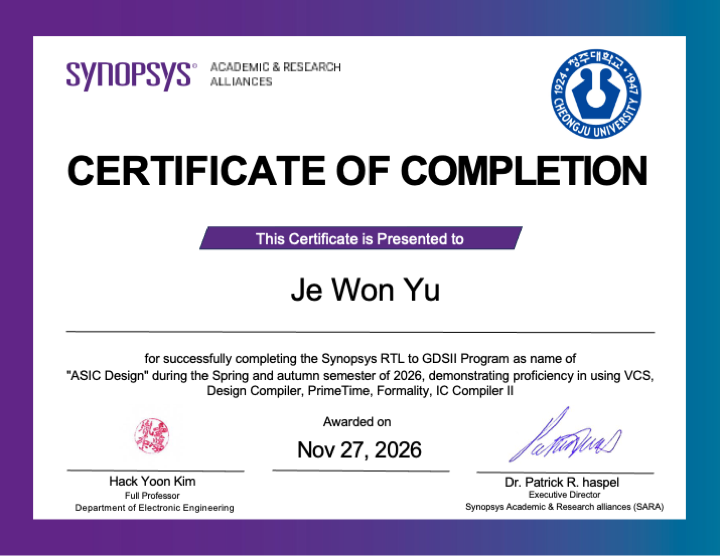 SYNOPSYS® ACADEMIC & RESEARCH
ALLIANCES
1924 · 청주대학교 · 1947
CHEONGJU UNIVERSITY
CERTIFICATE OF COMPLETION
This Certificate is Presented to
Je Won Yu
for successfully completing the Synopsys RTL to GDSII Program as name of
"ASIC Design" during the Spring and autumn semester of 2026, demonstrating proficiency in using VCS,
Design Compiler, PrimeTime, Formality, IC Compiler II
Awarded on
Nov 27, 2026
Hack Yoon Kim
Full Professor
Department of Electronic Engineering
Dr. Patrick R. haspel
Executive Director
Synopsys Academic & Research alliances (SARA)